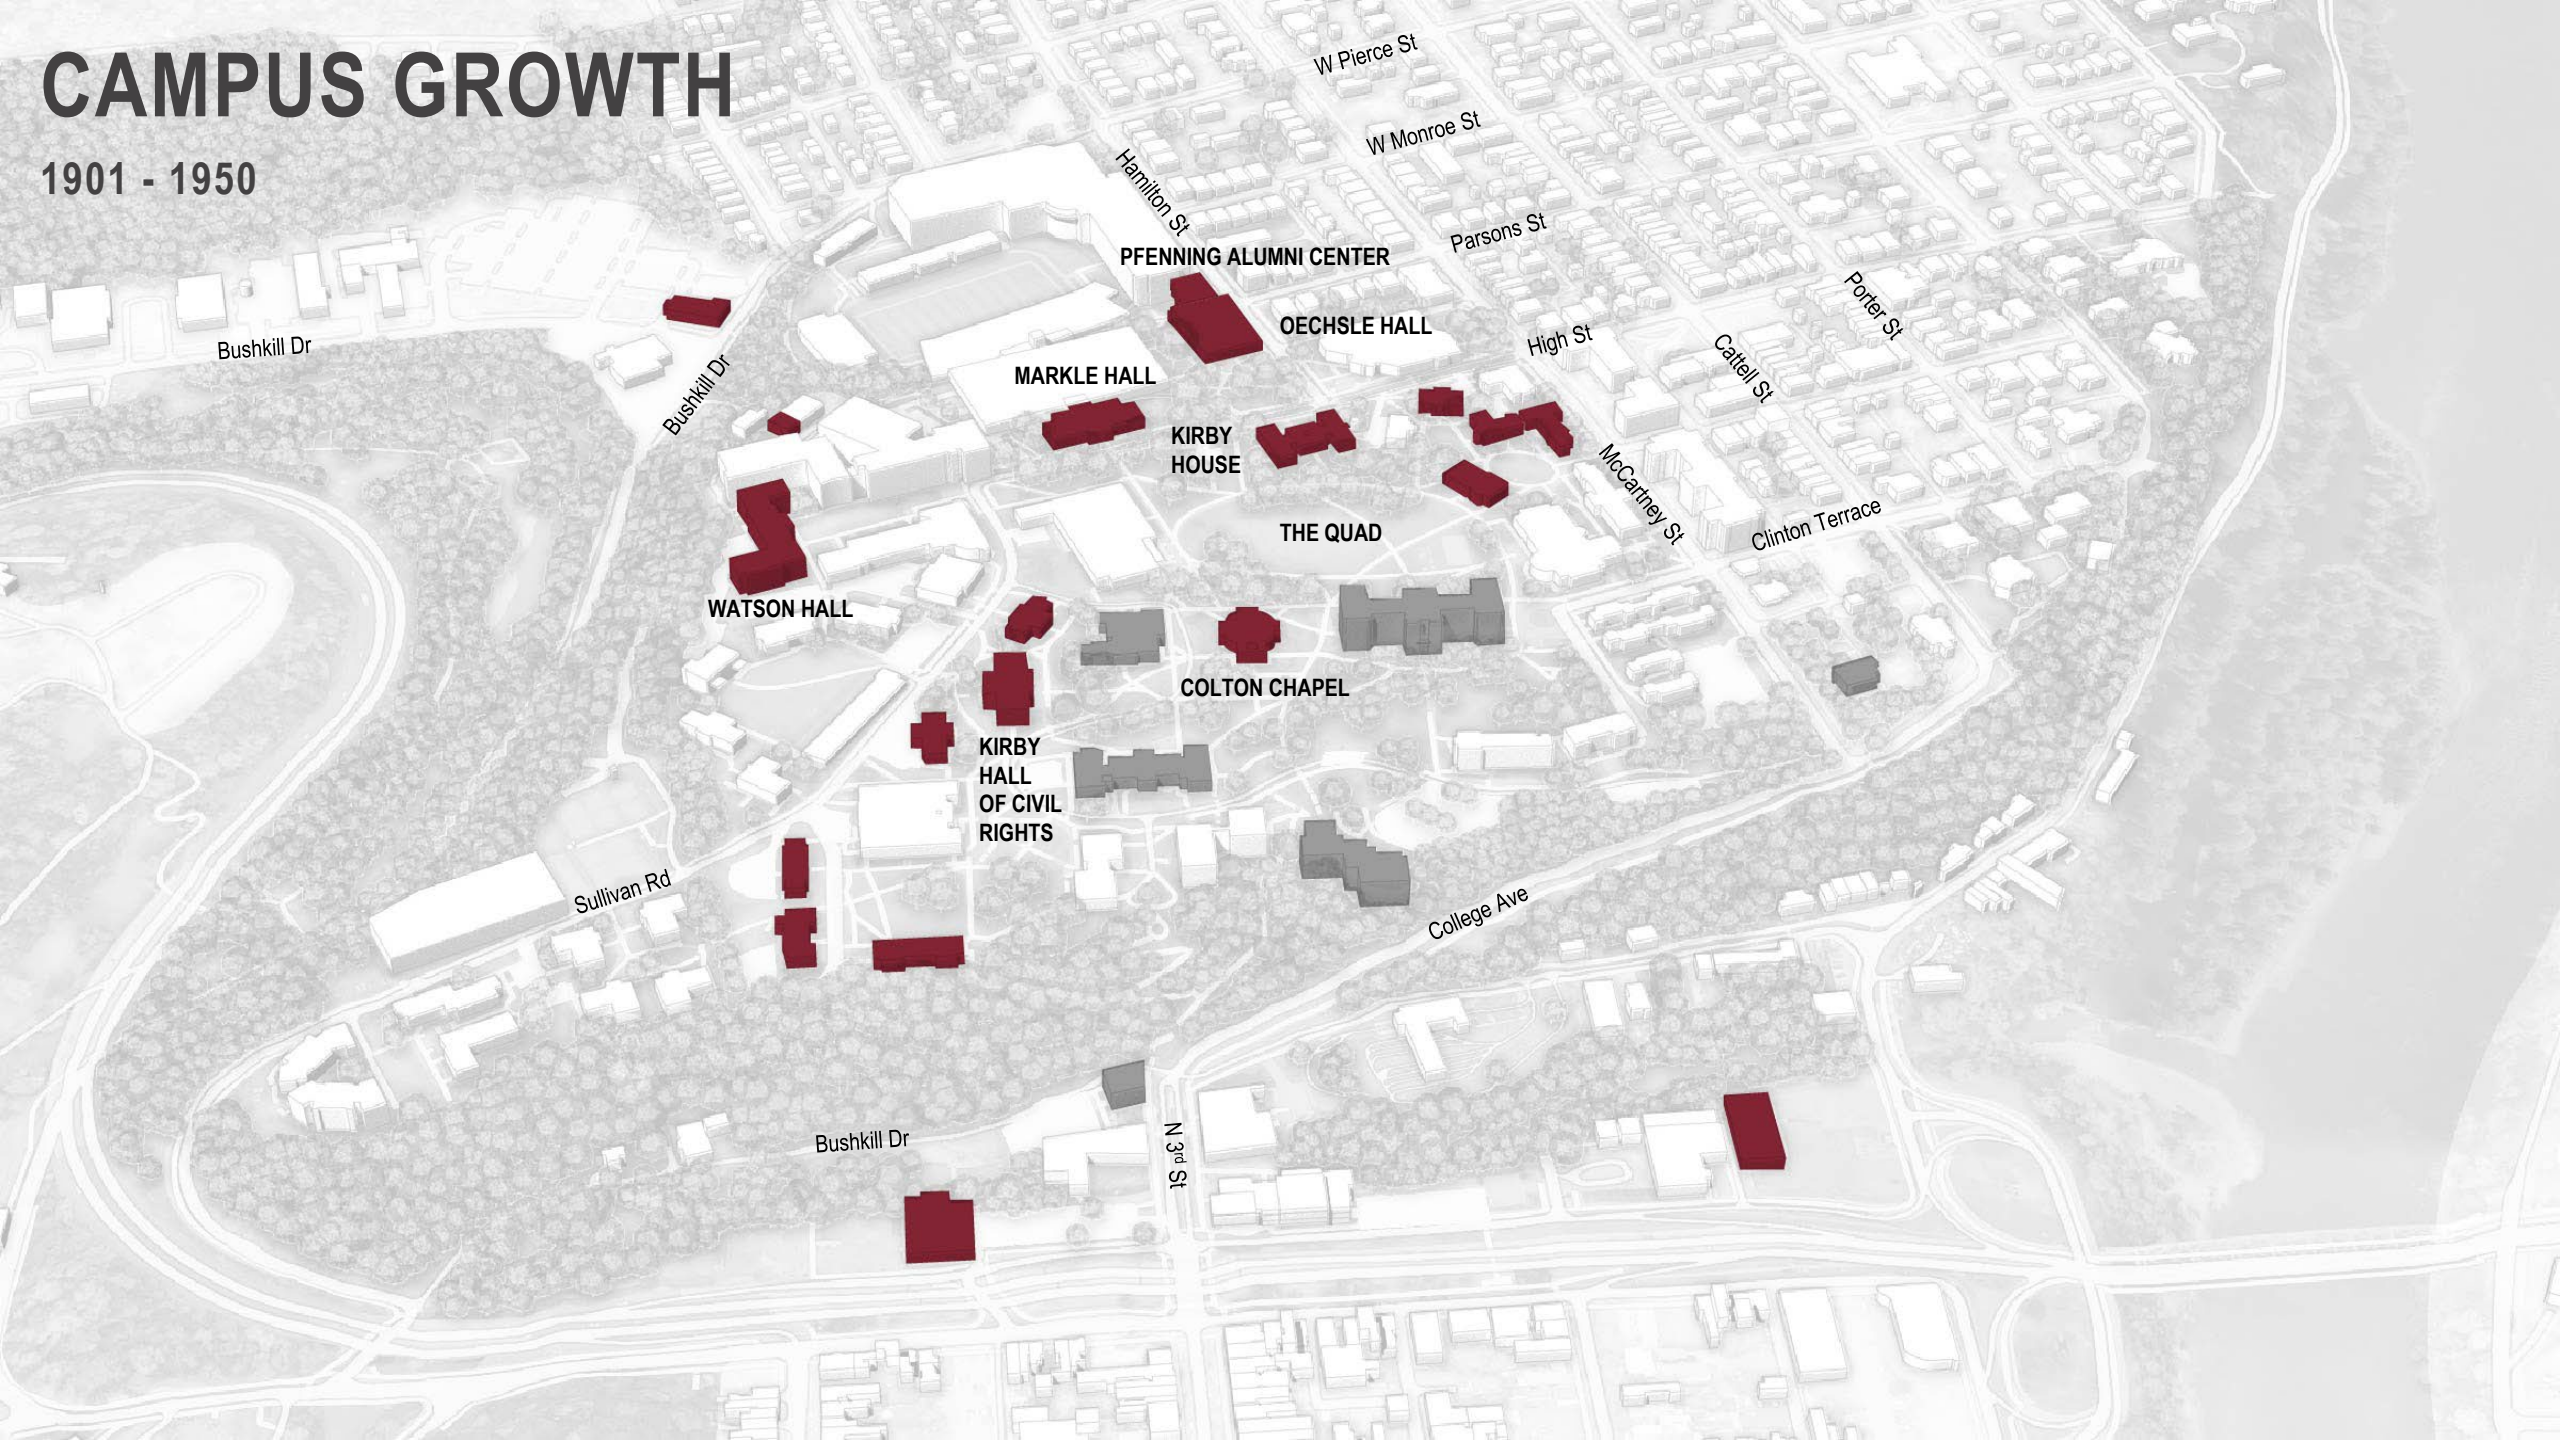 CAMPUS GROWTH
1901 - 1950
W Pierce St
W Monroe St
Hamilton St
Parsons St
PFENNING ALUMNI CENTER
OECHSLE HALL
Porter St
High St
Cattell St
Bushkill Dr
Bushkill Dr
MARKLE HALL
KIRBY
HOUSE
McCartney St
THE QUAD
Clinton Terrace
WATSON HALL
COLTON CHAPEL
KIRBY
HALL
OF CIVIL
RIGHTS
Sullivan Rd
College Ave
Bushkill Dr
N 3rd St